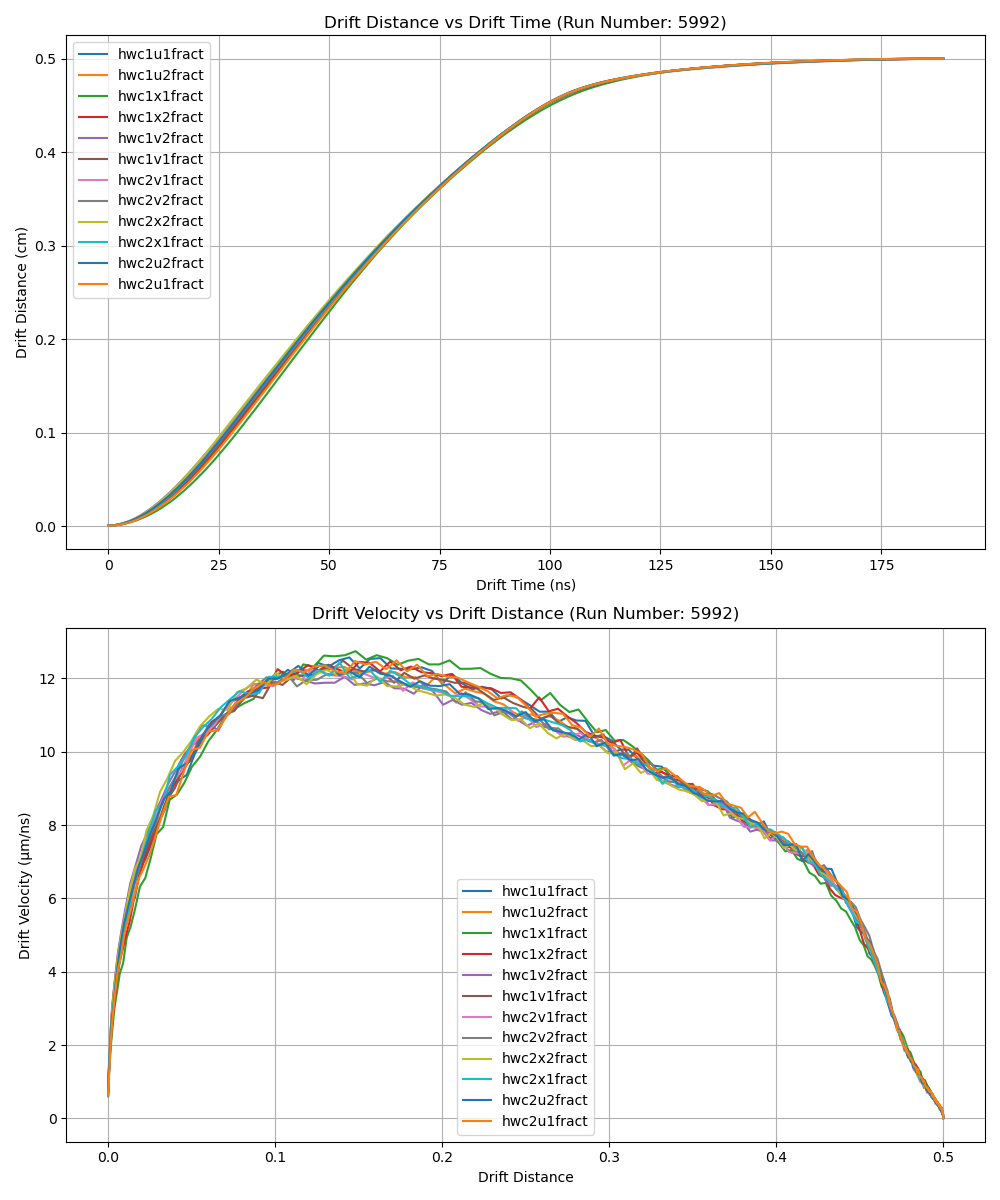 Drift Distance vs Drift Time (Run Number: 5992)
hwc1u1fract
hwc1u2fract
hwc1x1fract
hwc1x2fract
hwc1v2fract
hwc1v1fract
hwc2v1fract
hwc2v2fract
hwc2x2fract
hwc2x1fract
hwc2u2fract
hwc2u1fract
Drift Distance (cm)
0.5
0.4
0.3
0.2
0.1
0.0
0 25 50 75 100 125 150 175
Drift Time (ns)
Drift Velocity vs Drift Distance (Run Number: 5992)
Drift Velocity (μm/ns)
12
10
8
6
4
2
0
hwc1u1fract
hwc1u2fract
hwc1x1fract
hwc1x2fract
hwc1v2fract
hwc1v1fract
hwc2v1fract
hwc2v2fract
hwc2x2fract
hwc2x1fract
hwc2u2fract
hwc2u1fract
0.0 0.1 0.2 0.3 0.4 0.5
Drift Distance